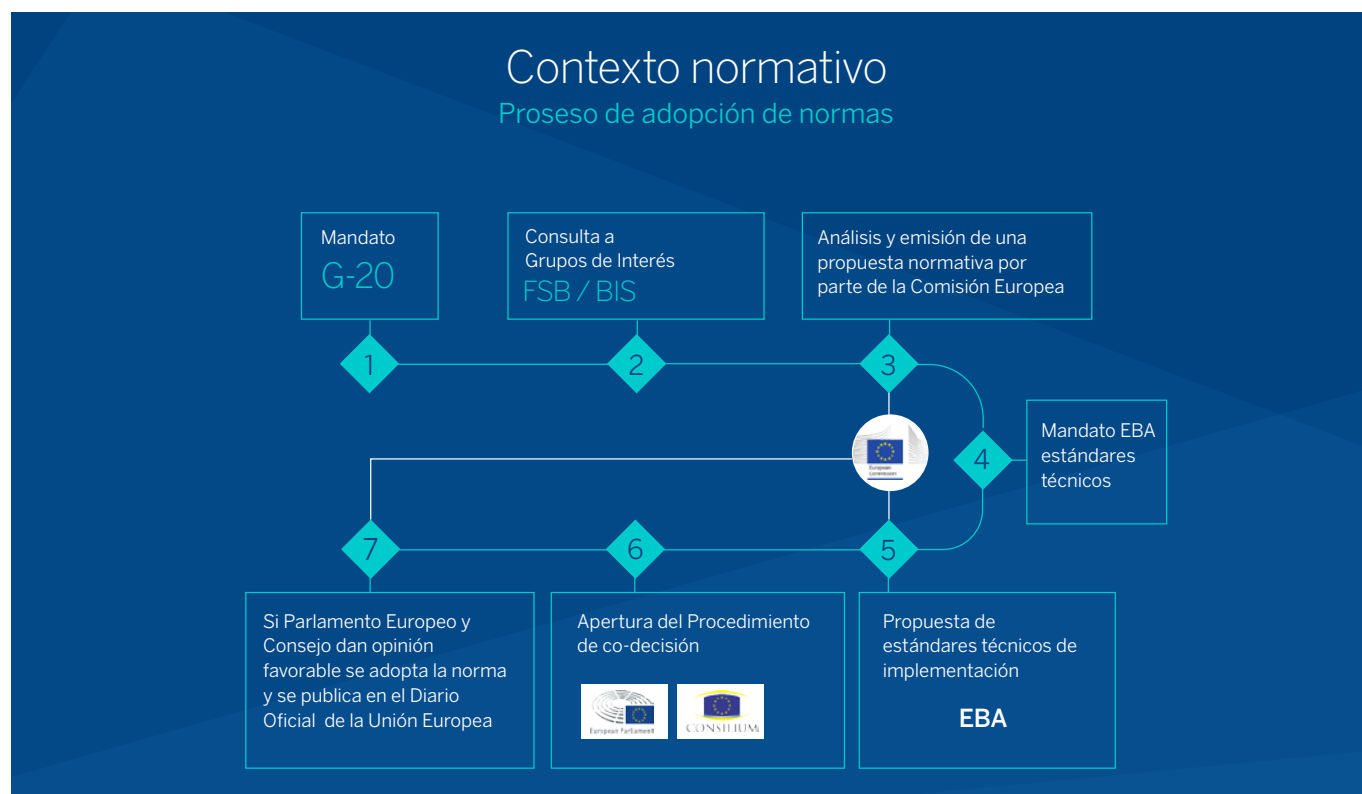 Contexto normativo
Proseso de adopción de normas
Mandato
G-20
Consulta a
Grupos de Interés
FSB / BIS
Análisis y emisión de una
propuesta normativa por
parte de la Comisión Europea
1
2
3
European
Commission
4
Mandato EBA
estándares
técnicos
7
6
5
Si Parlamento Europeo y
Consejo dan opinión
favorable se adopta la norma
y se publica en el Diario
Oficial de la Unión Europea
Apertura del Procedimiento
de co-decisión
European Parliament
CONSILIUM
Propuesta de
estándares técnicos de
implementación
EBA